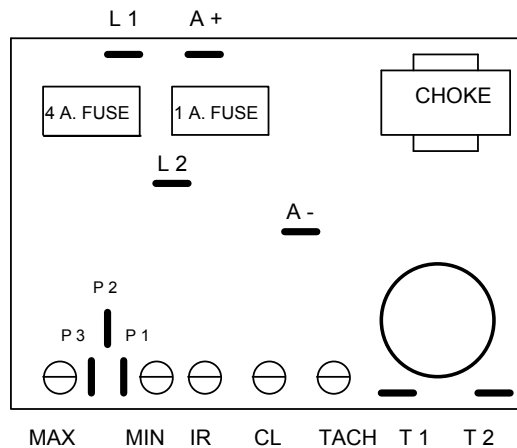 L 1 A +
4 A. FUSE 1 A. FUSE CHOKE
L 2
A -
P 2
P 3 P 1
MAX MIN IR CL TACH T 1 T 2